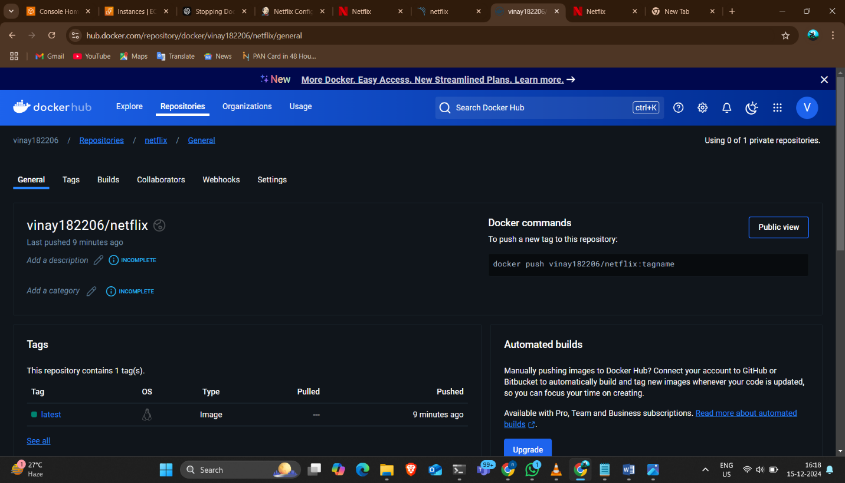 Console Hom
Instances | E
Stopping Do
Netflix Confi
Netflix
netflix
vinay182206
Netflix
New Tab
hub.docker.com/repository/docker/vinay182206/netflix/general
Gmail
YouTube
Maps
Translate
News
PAN Card in 48 Hou...
New More Docker. Easy Access. New Streamlined Plans. Learn more. →
dockerhub
Explore
Repositories
Organizations
Usage
Search Docker Hub
ctrl+K
V
vinay182206 / Repositories / netflix / General
Using 0 of 1 private repositories.
General
Tags
Builds
Collaborators
Webhooks
Settings
vinay182206/netflix
Last pushed 9 minutes ago
Add a description
INCOMPLETE
Add a category
INCOMPLETE
Docker commands
Public view
To push a new tag to this repository:
docker push vinay182206/netflix:tagname
Tags
This repository contains 1 tag(s).
Tag OS Type Pulled Pushed
latest Image — 9 minutes ago
See all
Automated builds
Manually pushing images to Docker Hub? Connect your account to GitHub or
Bitbucket to automatically build and tag new images whenever your code is updated,
so you can focus your time on creating.
Available with Pro, Team and Business subscriptions. Read more about automated
builds.
Upgrade
1
27°C
Haze
Search
99+
1
ENG
US
16:18
15-12-2024